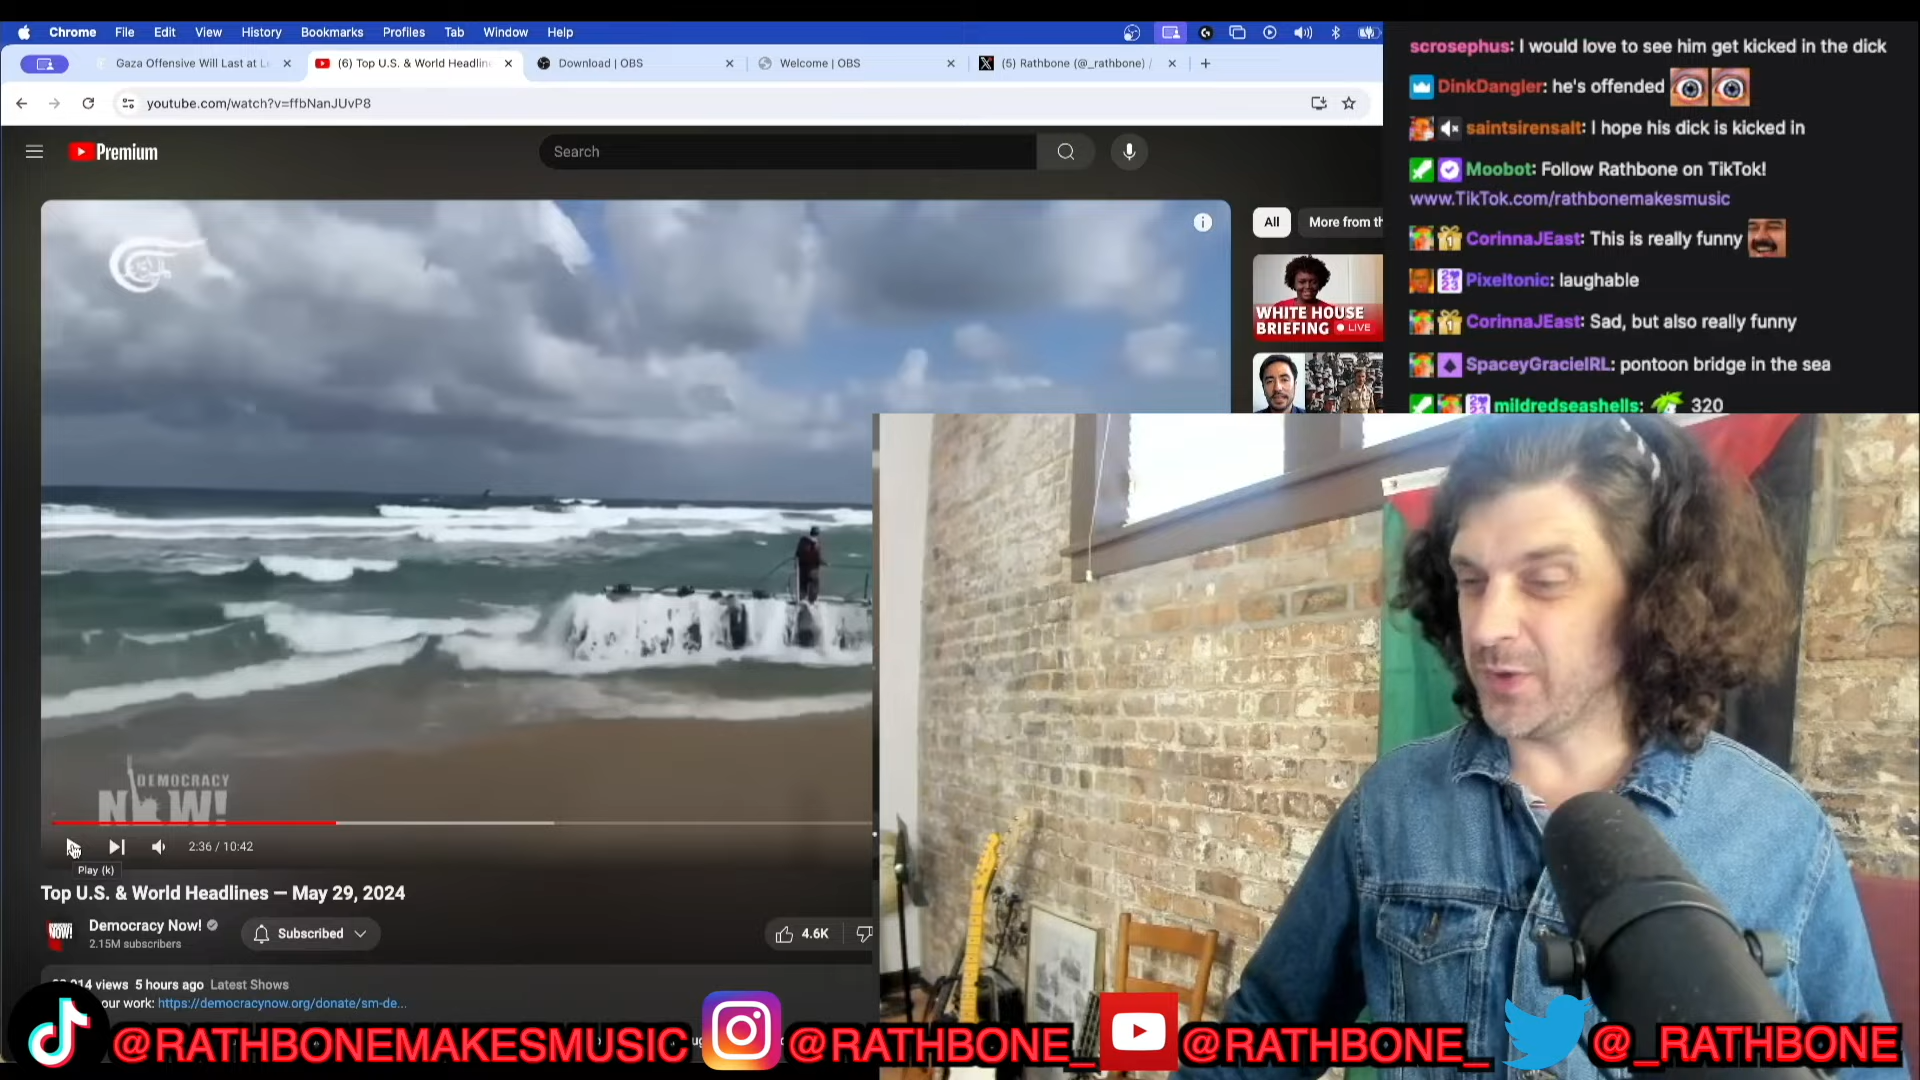 Chrome File Edit View History Bookmarks Profiles Tab Window Help
Gaza Offensive Will Last at L
(6) Top U.S. & World Headlin
Download | OBS
Welcome | OBS
(5) Rathbone (@_rathbone) /
youtube.com/watch?v=ffbNanJUvP8
Premium
Search
All
More from th
WHITE HOUSE
BRIEFING LIVE
DEMOCRACY
NOW!
2:36 / 10:42
Play (k)
Top U.S. & World Headlines — May 29, 2024
NOW!
Democracy Now!
2.15M subscribers
Subscribed
4.6K
914 views 5 hours ago Latest Shows
our work: https://democracynow.org/donate/sm-de...
scrosephus: I would love to see him get kicked in the dick
DinkDangler: he's offended
saintsirensalt: I hope his dick is kicked in
Moobot: Follow Rathbone on TikTok!
www.TikTok.com/rathbonemakesmusic
CorinnaJEast: This is really funny
Pixeltonic: laughable
CorinnaJEast: Sad, but also really funny
SpaceyGracieIRL: pontoon bridge in the sea
mildredseashells: 320
@RATHBONEMAKESMUSIC
@RATHBONE_
@RATHBONE_
@_RATHBONE